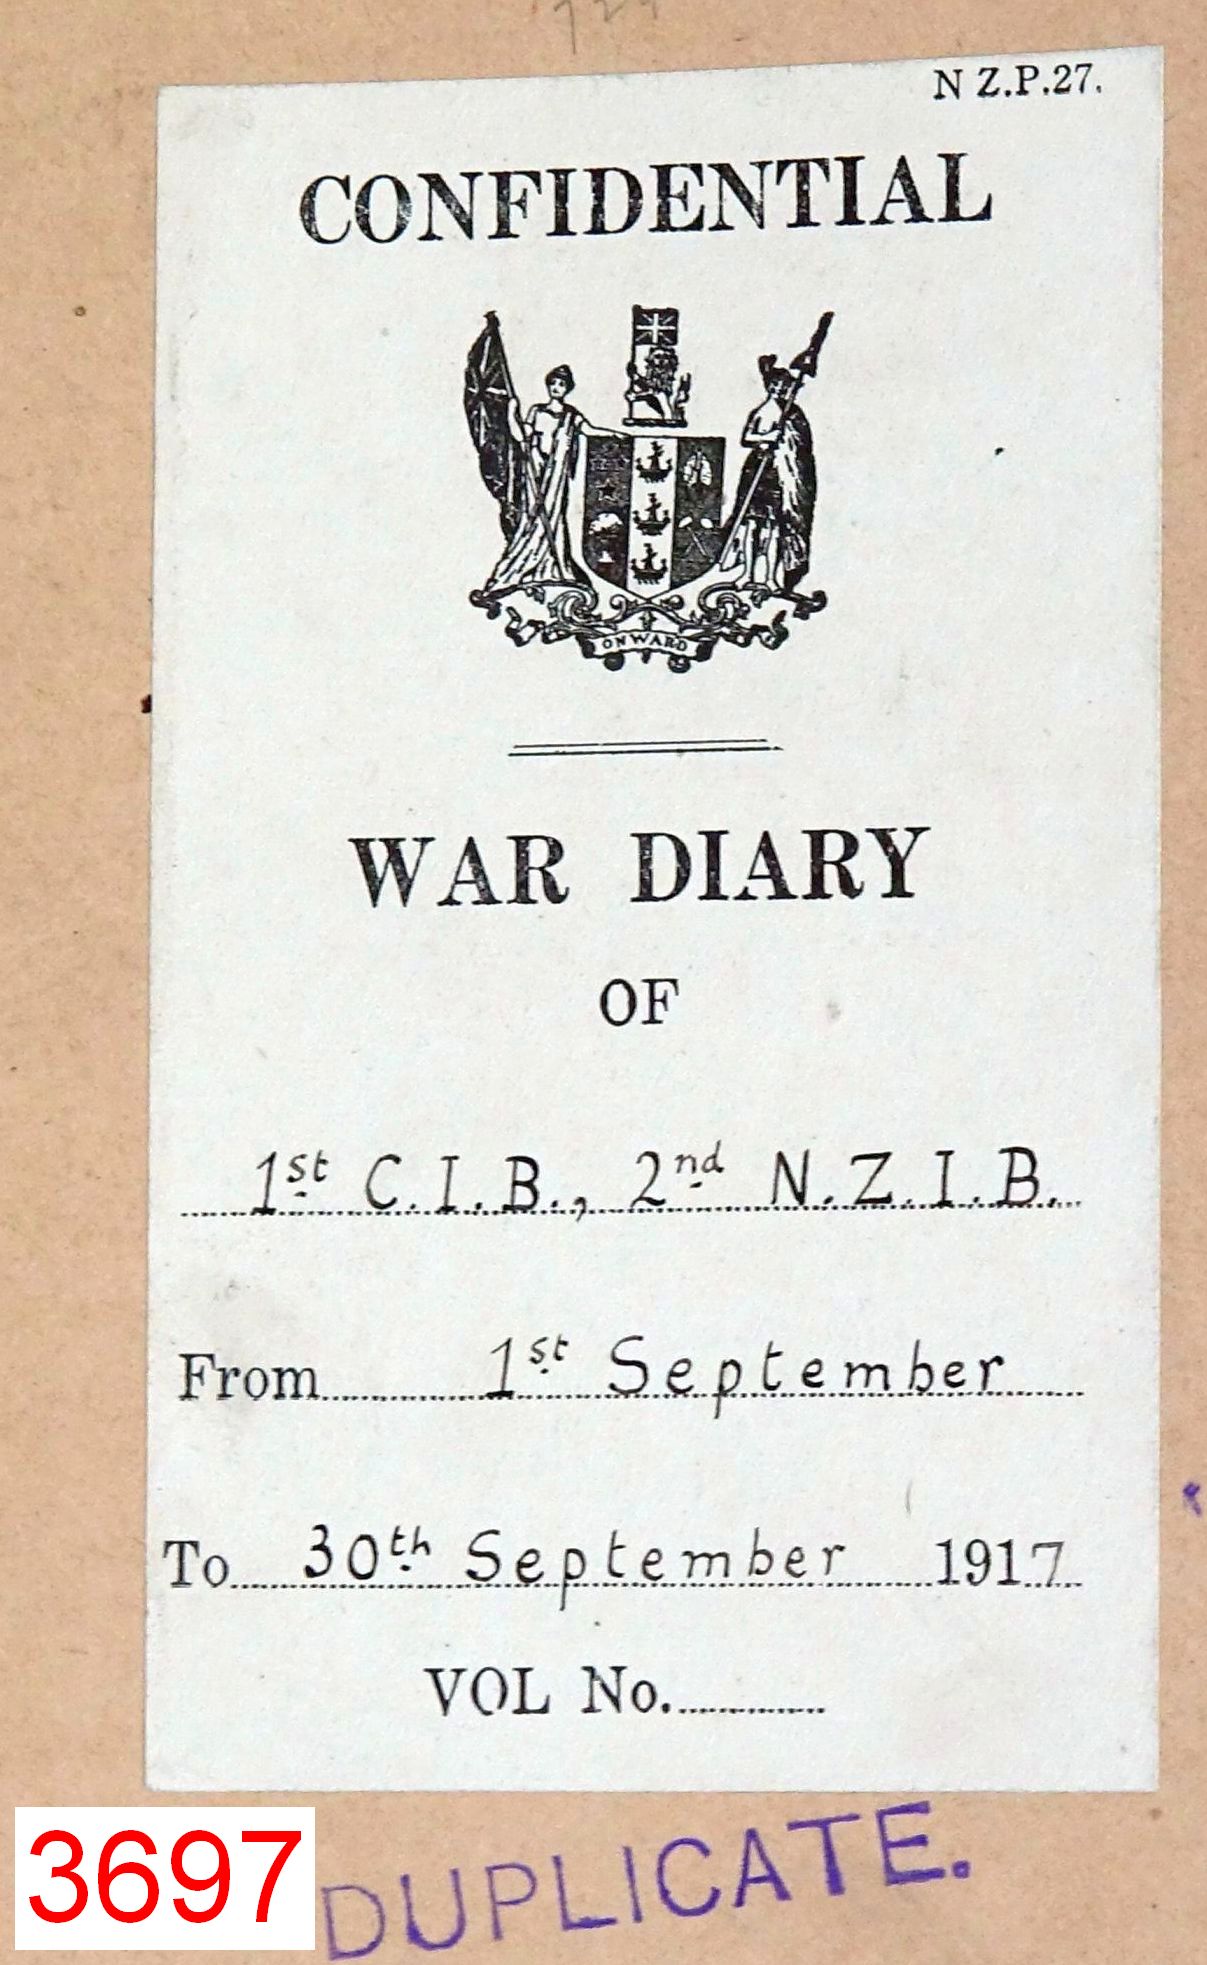 N Z.P.27.
CONFIDENTIAL
ONWARD
WAR DIARY
OF
1st C.I.B., 2nd N.Z.I.B.
From 1st September
To 30th September 1917
VOL No.
3697
DUPLICATE.